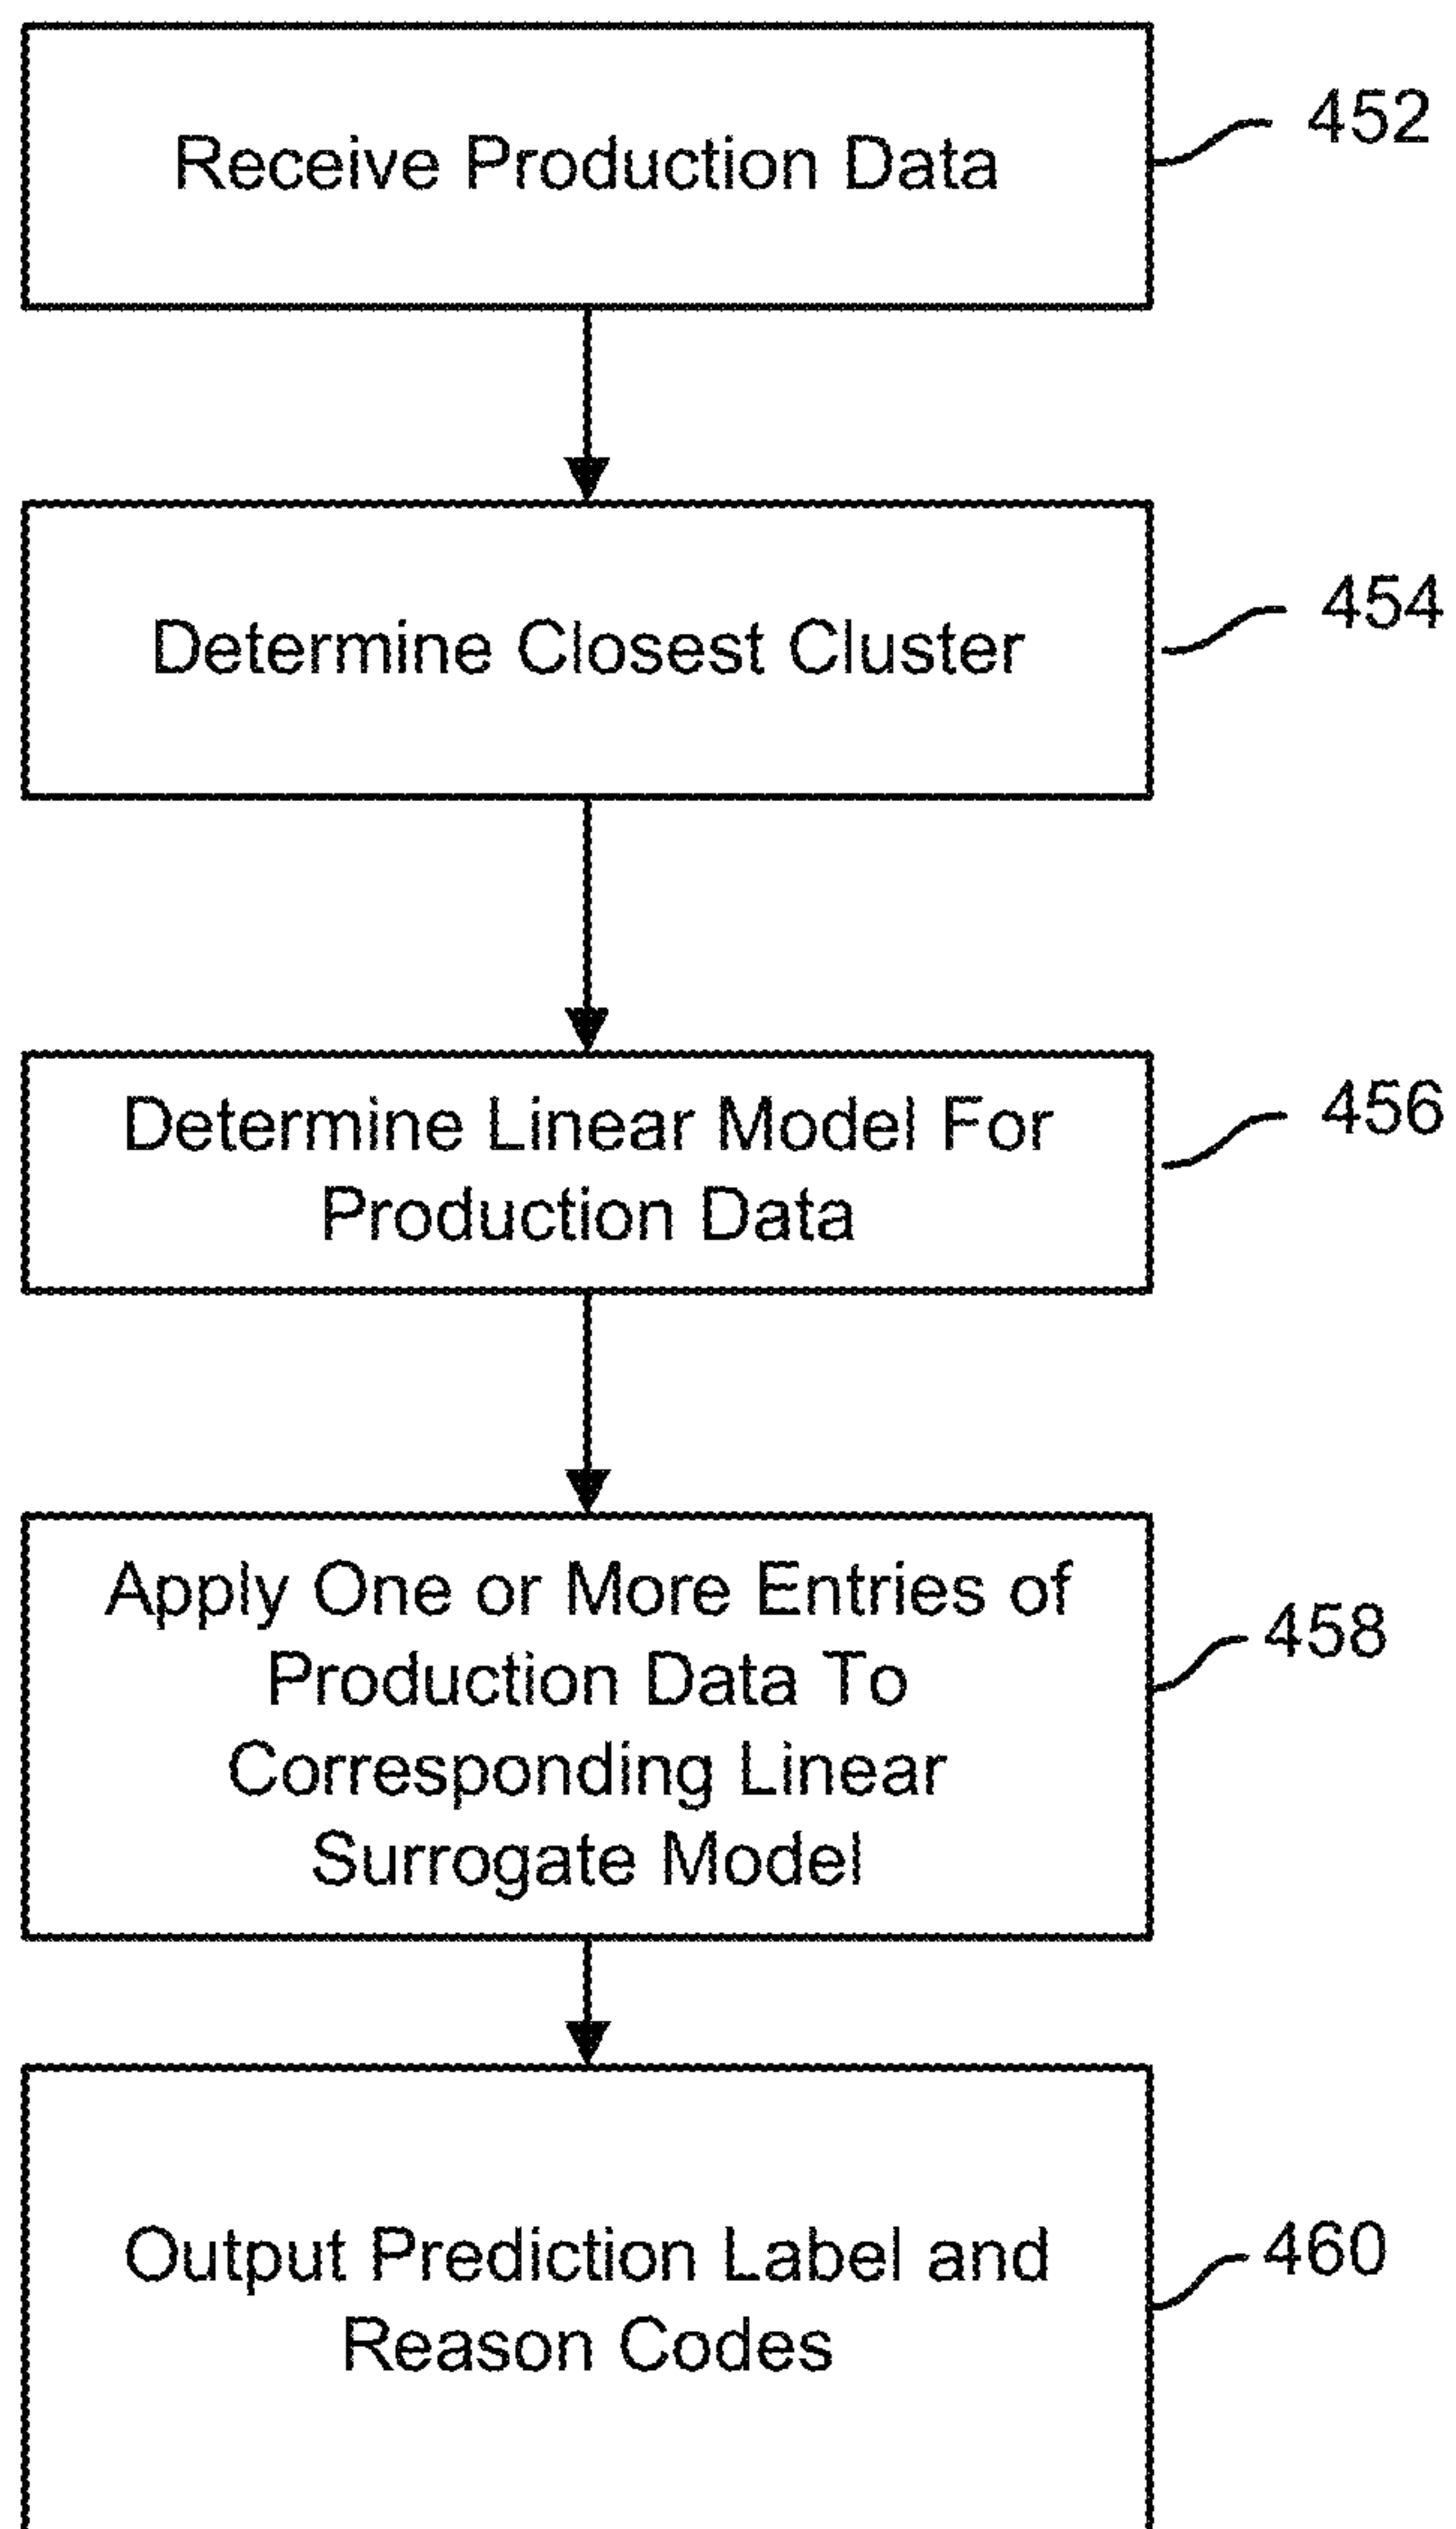 Receive Production Data
452
Determine Closest Cluster
454
Determine Linear Model For
Production Data
456
Apply One or More Entries of
Production Data To
Corresponding Linear
Surrogate Model
458
Output Prediction Label and
Reason Codes
460